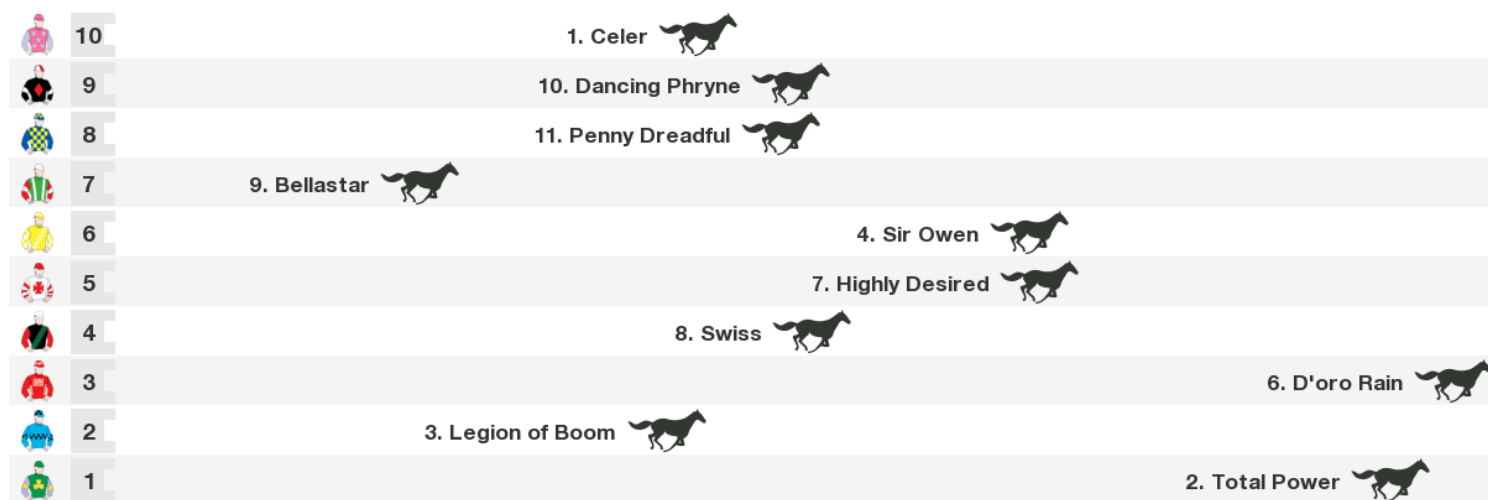 10 1. Celer
9 10. Dancing Phryne
8 11. Penny Dreadful
7 9. Bellastar
6 4. Sir Owen
5 7. Highly Desired
4 8. Swiss
3 6. D'oro Rain
2 3. Legion of Boom
1 2. Total Power